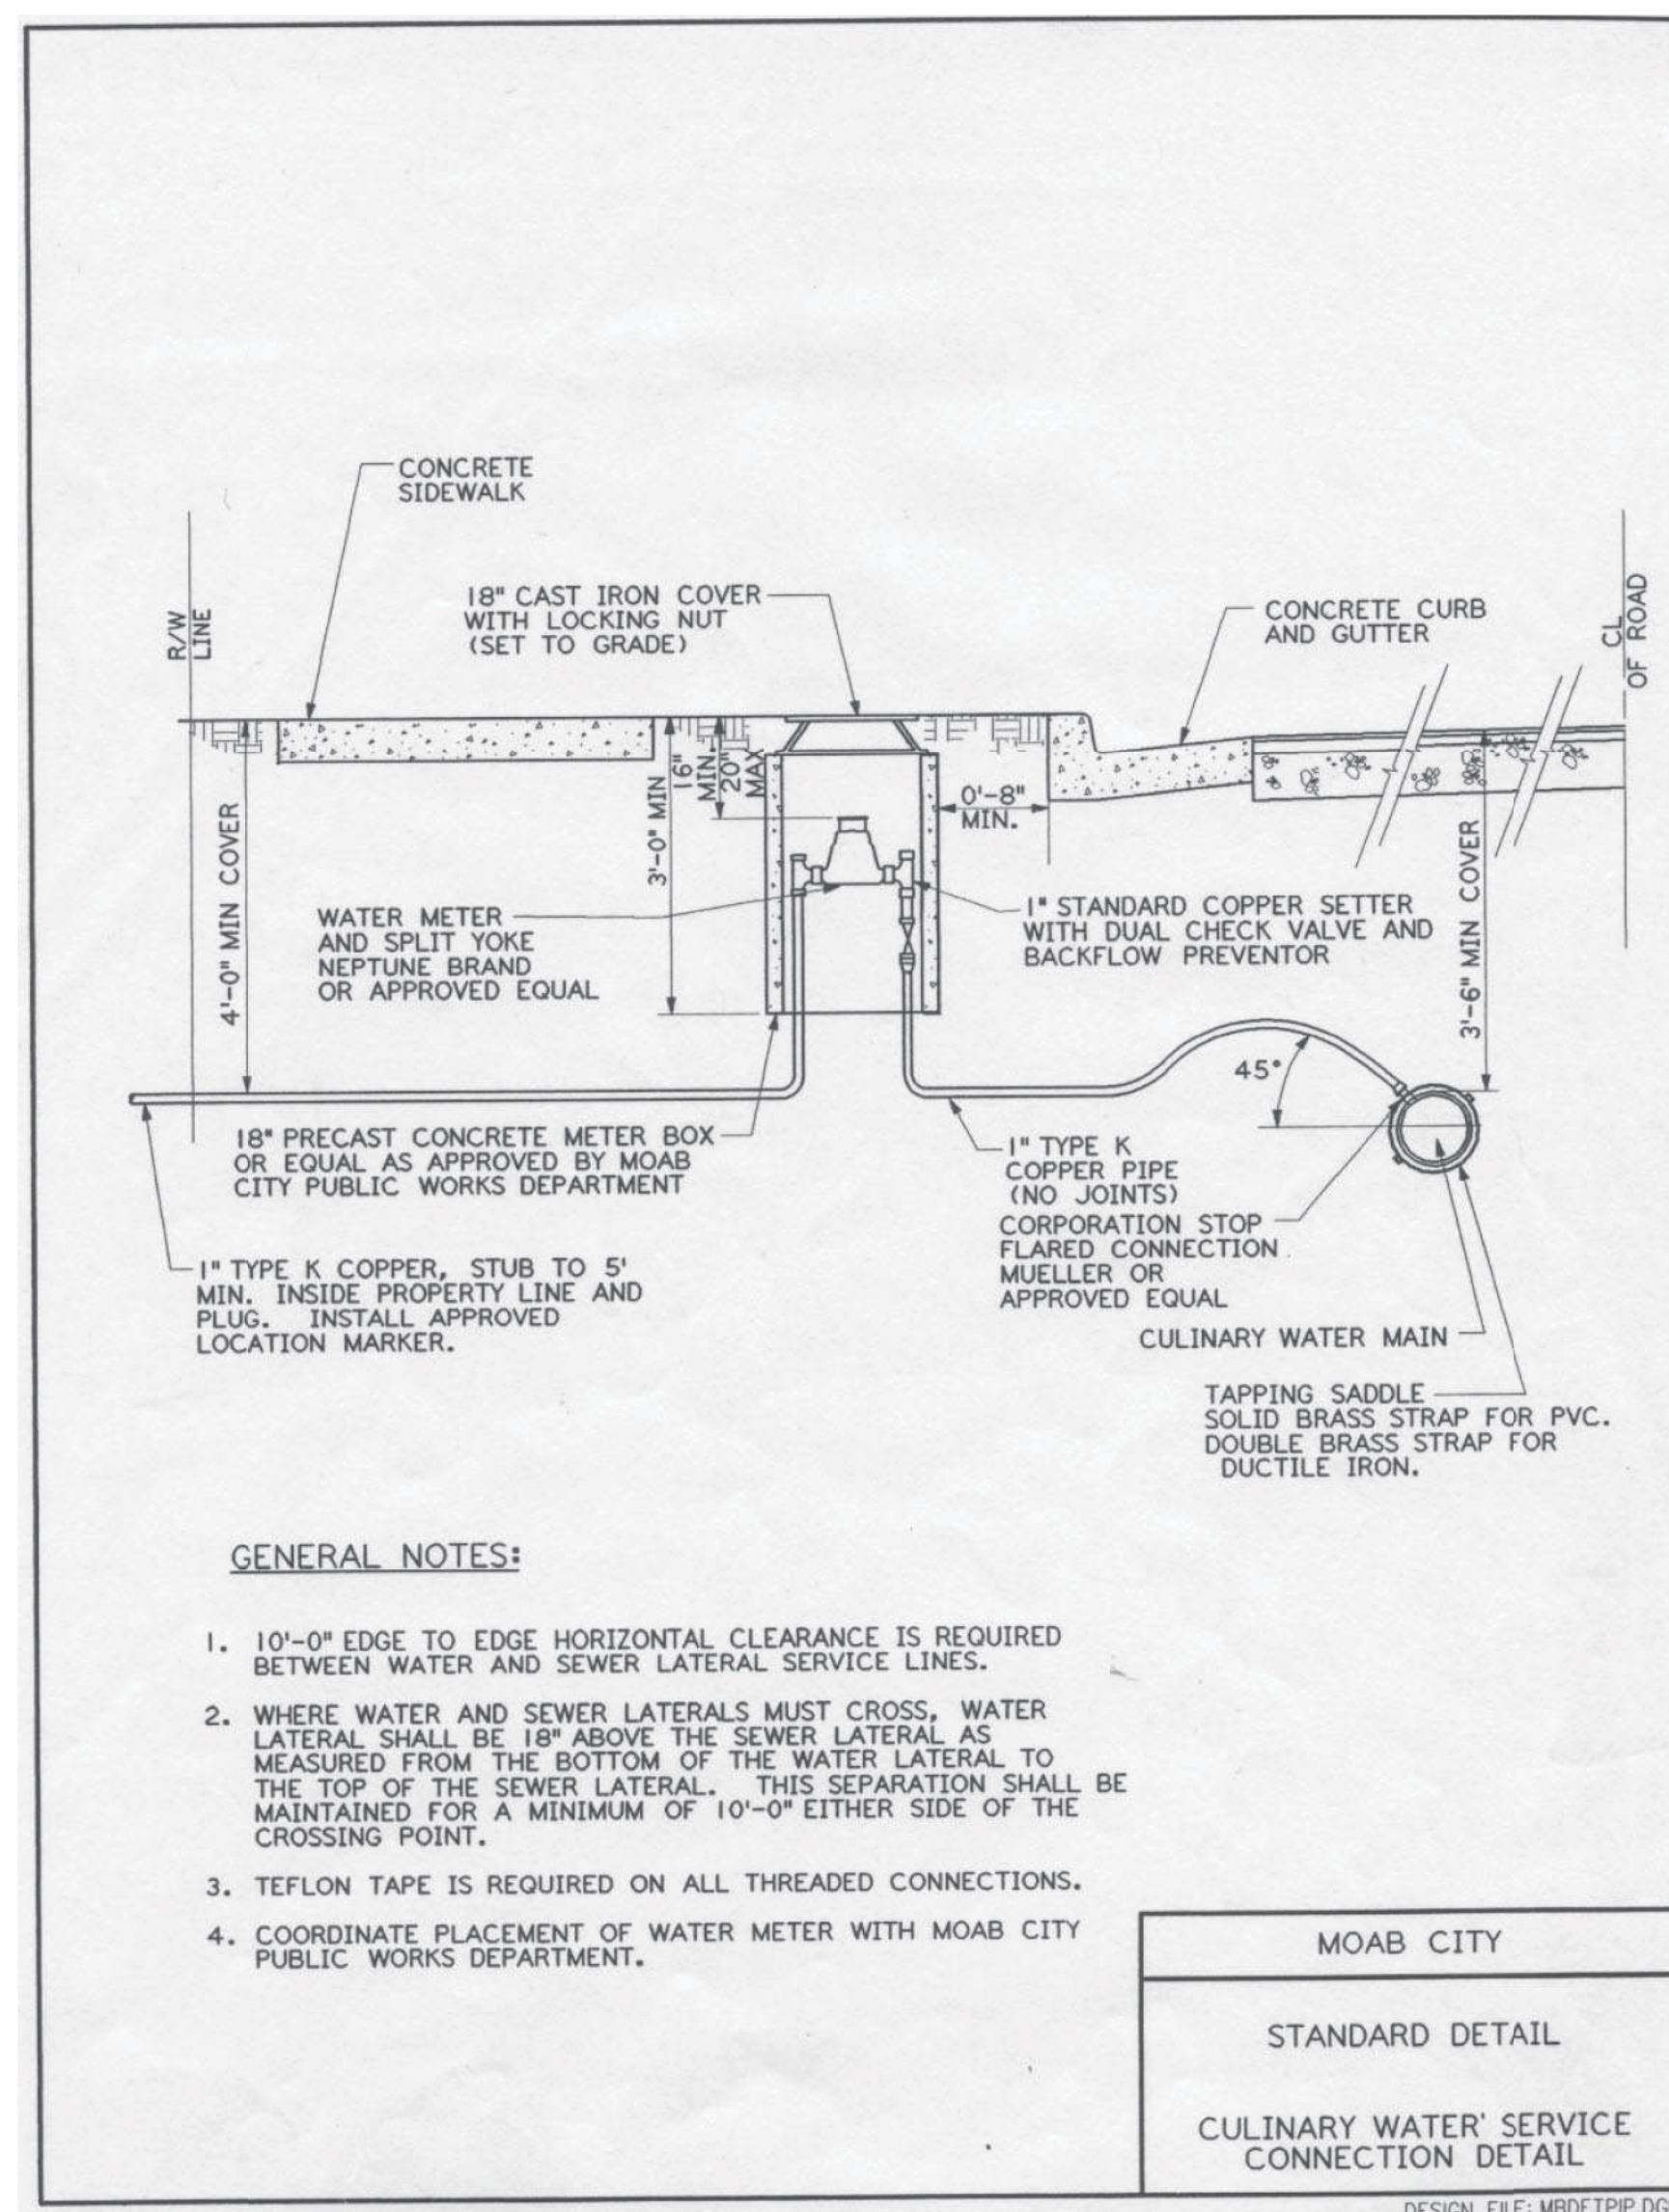 CONCRETE
SIDEWALK
18" CAST IRON COVER
WITH LOCKING NUT
(SET TO GRADE)
CONCRETE CURB
AND GUTTER
R/W
LINE
CL
OF ROAD
4'-0" MIN COVER
3'-0" MIN
16"
MIN.
20"
MAX
0'-8"
MIN.
3'-6" MIN COVER
WATER METER
AND SPLIT YOKE
NEPTUNE BRAND
OR APPROVED EQUAL
1" STANDARD COPPER SETTER
WITH DUAL CHECK VALVE AND
BACKFLOW PREVENTOR
45°
18" PRECAST CONCRETE METER BOX
OR EQUAL AS APPROVED BY MOAB
CITY PUBLIC WORKS DEPARTMENT
1" TYPE K
COPPER PIPE
(NO JOINTS)
CORPORATION STOP
FLARED CONNECTION
MUELLER OR
APPROVED EQUAL
1" TYPE K COPPER, STUB TO 5'
MIN. INSIDE PROPERTY LINE AND
PLUG. INSTALL APPROVED
LOCATION MARKER.
CULINARY WATER MAIN
TAPPING SADDLE
SOLID BRASS STRAP FOR PVC.
DOUBLE BRASS STRAP FOR
DUCTILE IRON.
GENERAL NOTES:
1. 10'-0" EDGE TO EDGE HORIZONTAL CLEARANCE IS REQUIRED
BETWEEN WATER AND SEWER LATERAL SERVICE LINES.
2. WHERE WATER AND SEWER LATERALS MUST CROSS, WATER
LATERAL SHALL BE 18" ABOVE THE SEWER LATERAL AS
MEASURED FROM THE BOTTOM OF THE WATER LATERAL TO
THE TOP OF THE SEWER LATERAL. THIS SEPARATION SHALL BE
MAINTAINED FOR A MINIMUM OF 10'-0" EITHER SIDE OF THE
CROSSING POINT.
3. TEFLON TAPE IS REQUIRED ON ALL THREADED CONNECTIONS.
4. COORDINATE PLACEMENT OF WATER METER WITH MOAB CITY
PUBLIC WORKS DEPARTMENT.
MOAB CITY
STANDARD DETAIL
CULINARY WATER' SERVICE
CONNECTION DETAIL
DESIGN FILE: